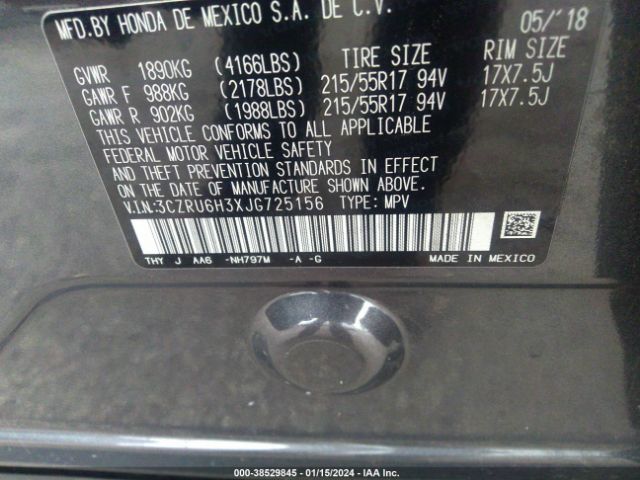 MFD.BY HONDA DE MEXICO S.A. DE C.V. 05/'18
GVWR 1890KG (4166LBS) TIRE SIZE RIM SIZE
GAWR F 988KG (2178LBS) 215/55R17 94V 17X7.5J
GAWR R 902KG (1988LBS) 215/55R17 94V 17X7.5J
THIS VEHICLE CONFORMS TO ALL APPLICABLE
FEDERAL MOTOR VEHICLE SAFETY
AND THEFT PREVENTION STANDARDS IN EFFECT
ON THE DATE OF MANUFACTURE SHOWN ABOVE.
V.I.N:3CZRU6H3XJG725156 TYPE: MPV
THY J AA6 -NH797M -A -G MADE IN MEXICO
000-38529845 - 01/15/2024 - IAA Inc.